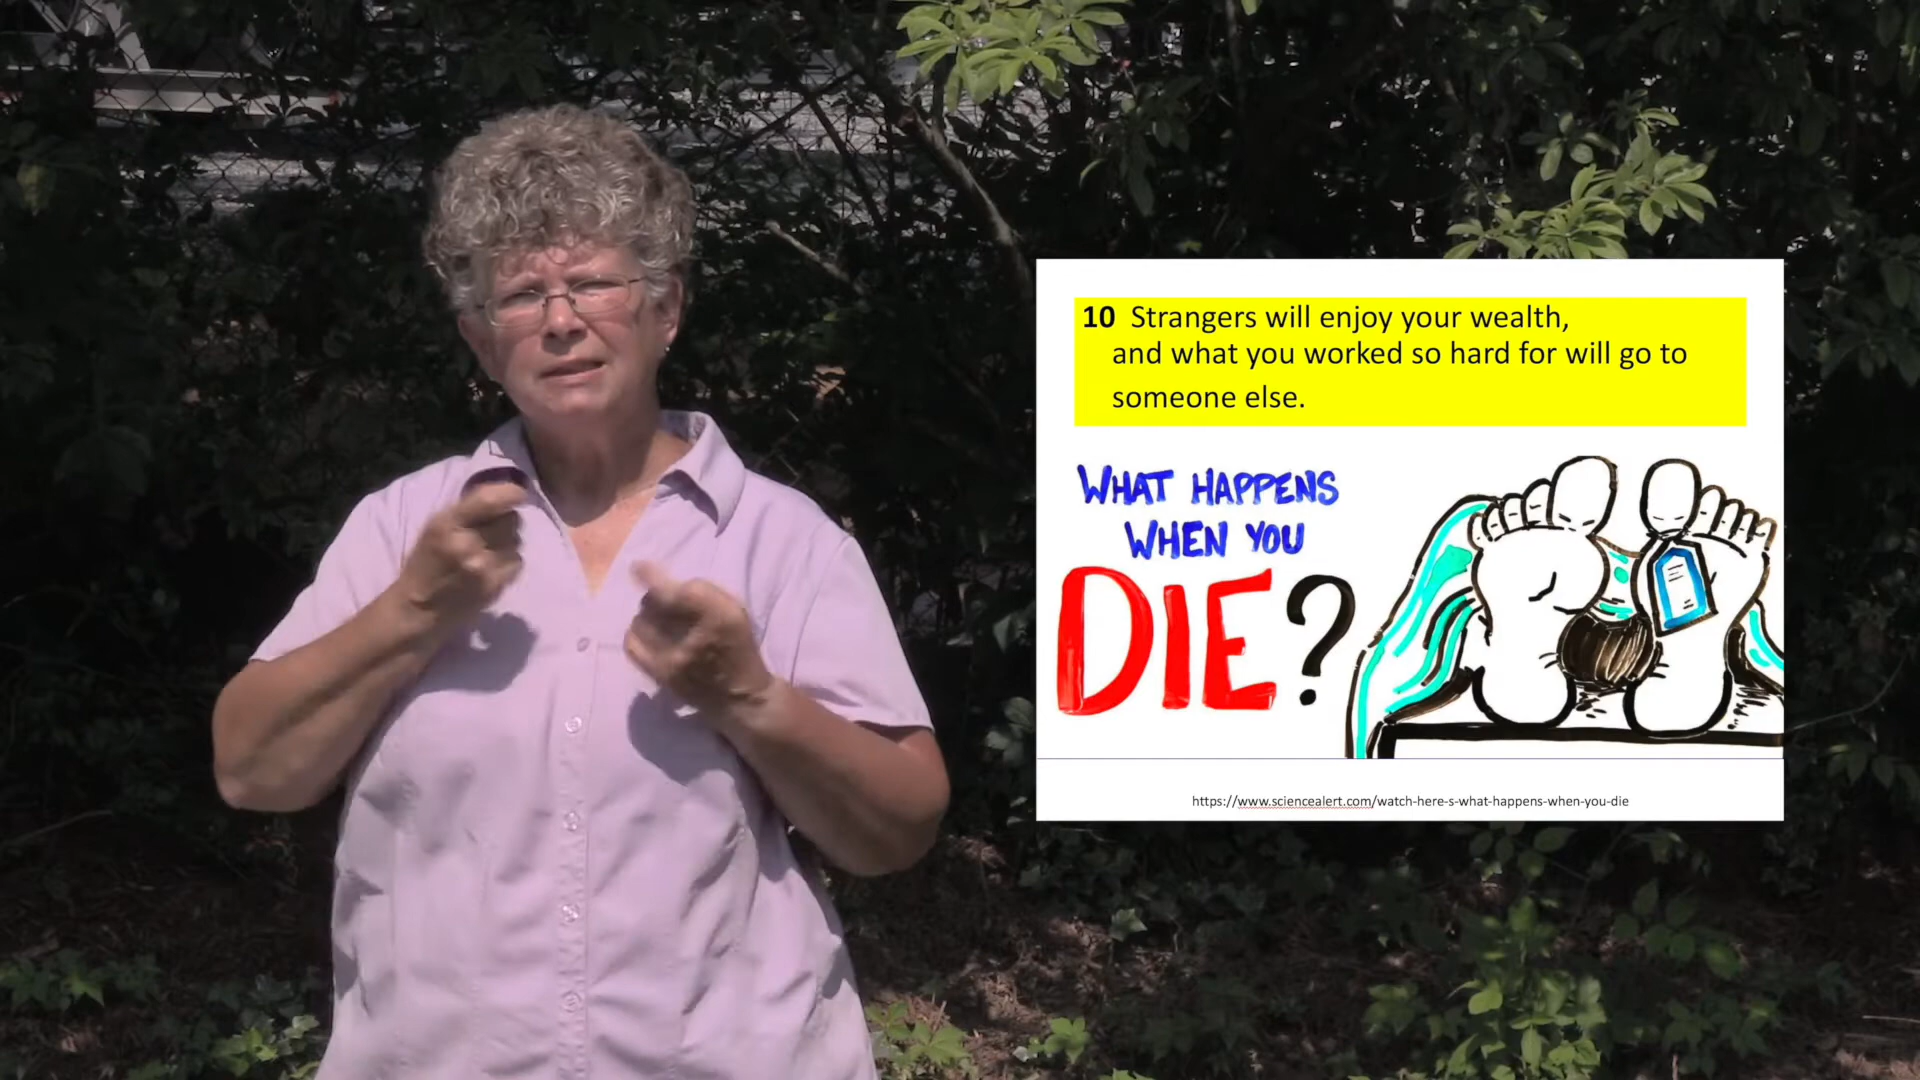 10 Strangers will enjoy your wealth,
and what you worked so hard for will go to
someone else.
WHAT HAPPENS
WHEN YOU
DIE?
https://www.sciencealert.com/watch-here-s-what-happens-when-you-die